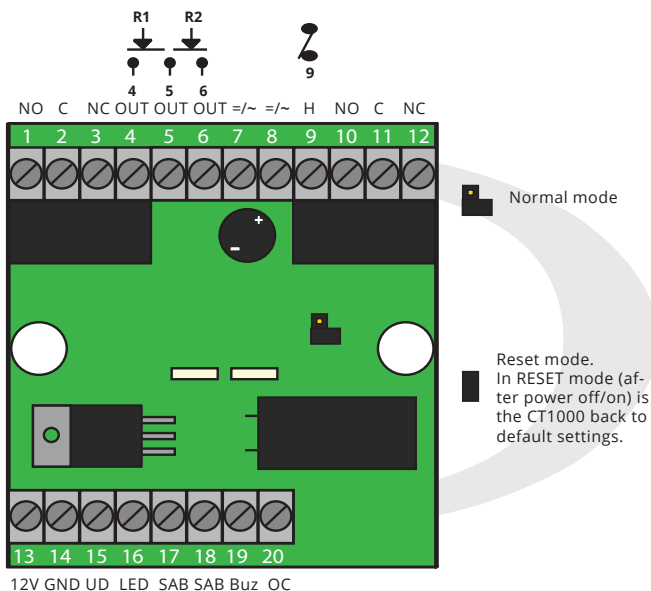 R1 R2
4 5 6 9
NO C NC OUT OUT OUT =/~ =/~ H NO C NC
1 2 3 4 5 6 7 8 9 10 11 12
+
-
Normal mode
Reset mode.
In RESET mode (af-
ter power off/on) is
the CT1000 back to
default settings.
13 14 15 16 17 18 19 20
12V GND UD LED SAB SAB Buz OC